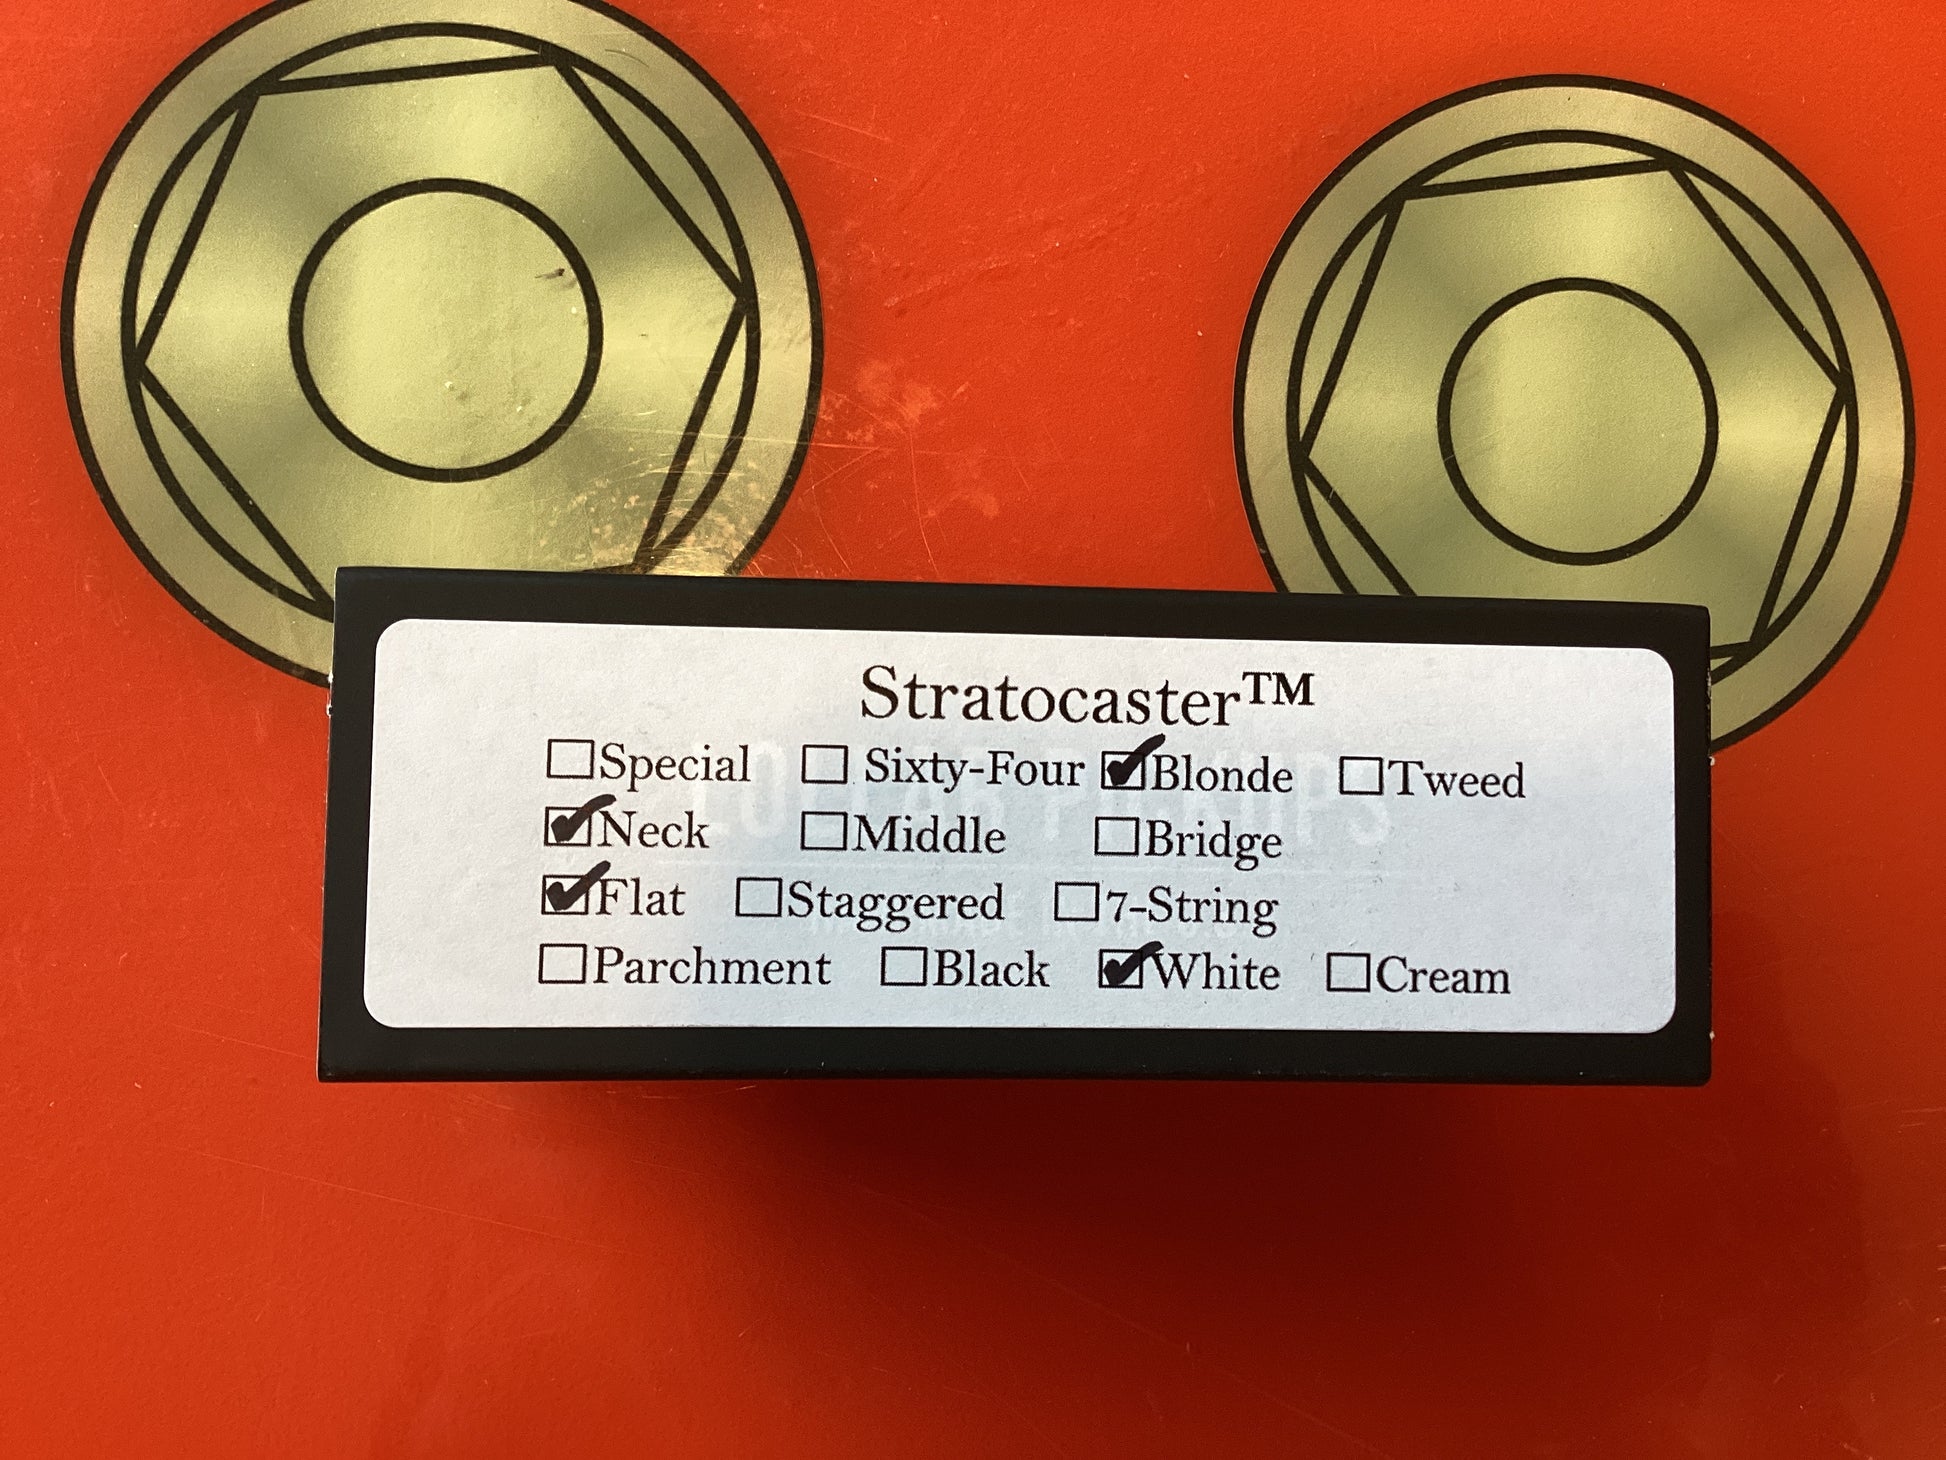 Stratocaster™
☐Special ☐ Sixty-Four ☑Blonde ☐Tweed
☑Neck ☐Middle ☐Bridge
☑Flat ☐Staggered ☐7-String
☐Parchment ☐Black ☑White ☐Cream